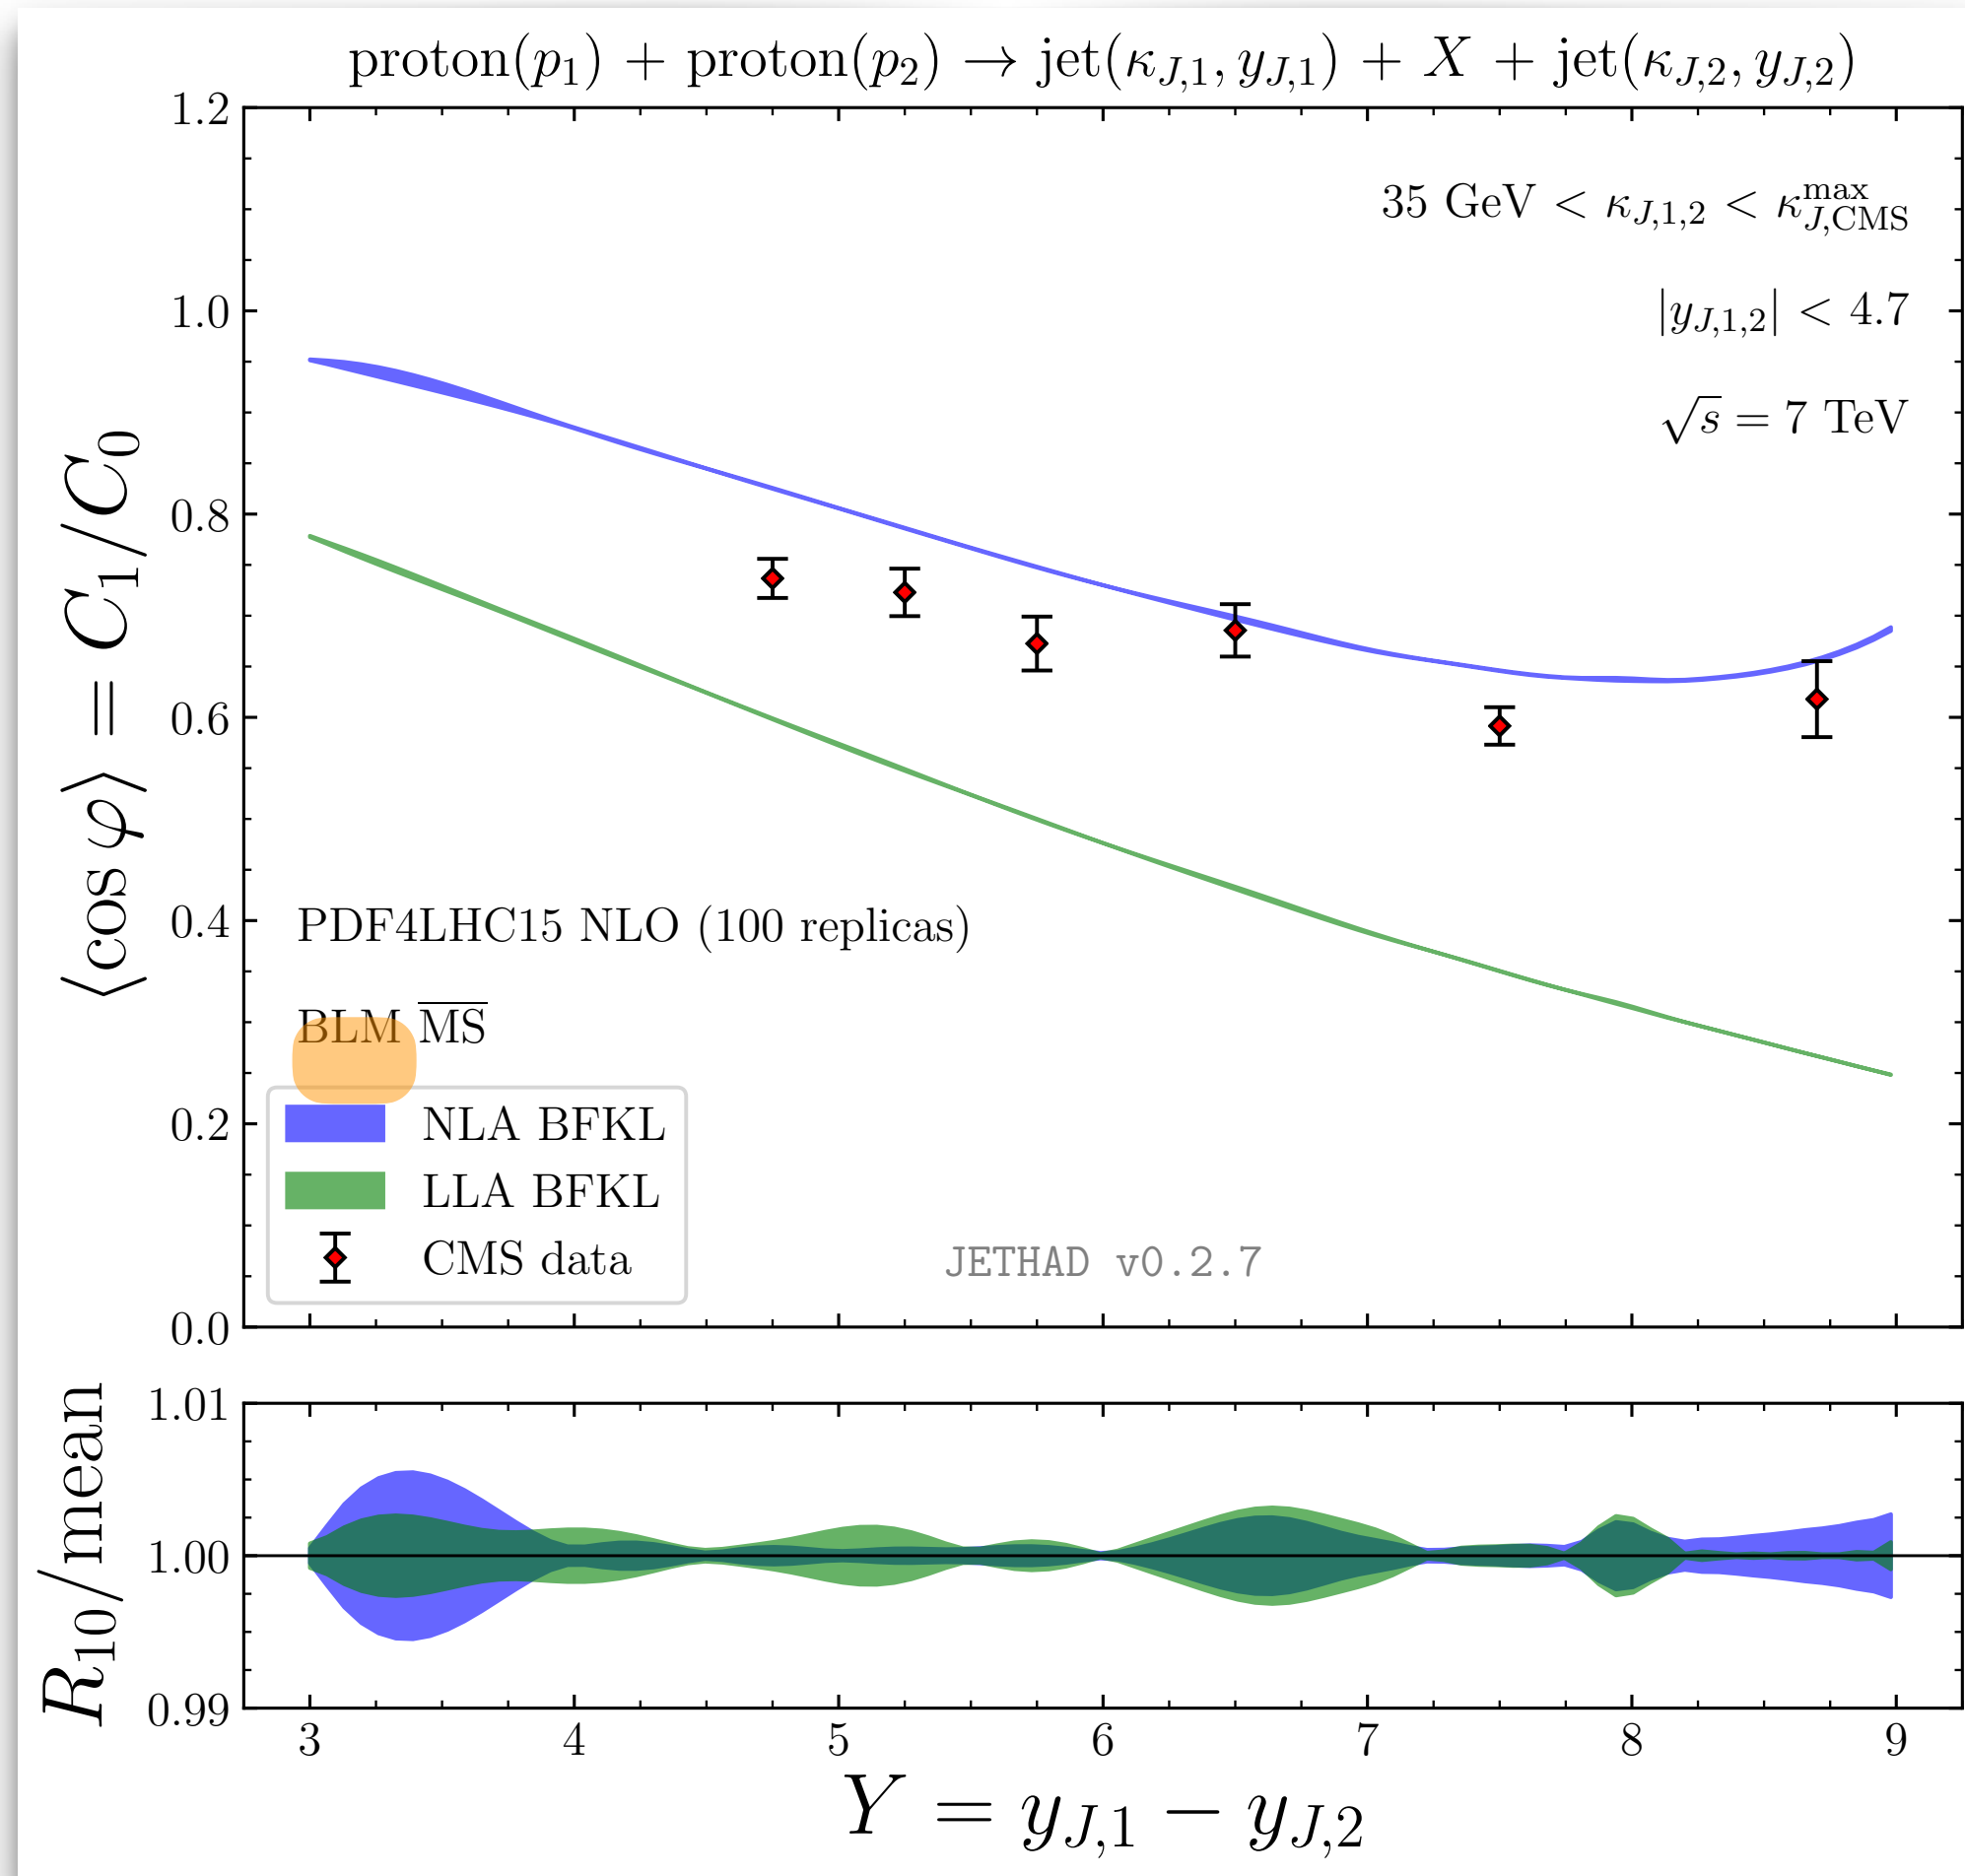 proton(p₁) + proton(p₂) → jet(κ_{J,1}, y_{J,1}) + X + jet(κ_{J,2}, y_{J,2})
⟨cos φ⟩ = C₁/C₀
1.2
1.0
0.8
0.6
0.4
0.2
0.0
35 GeV < κ_{J,1,2} < κ_{J,CMS}^{max}
|y_{J,1,2}| < 4.7
√s = 7 TeV
PDF4LHC15 NLO (100 replicas)
BLM M̅S̅
NLA BFKL
LLA BFKL
CMS data
JETHAD v0.2.7
R₁₀/mean
1.01
1.00
0.99
3 4 5 6 7 8 9
Y = y_{J,1} − y_{J,2}